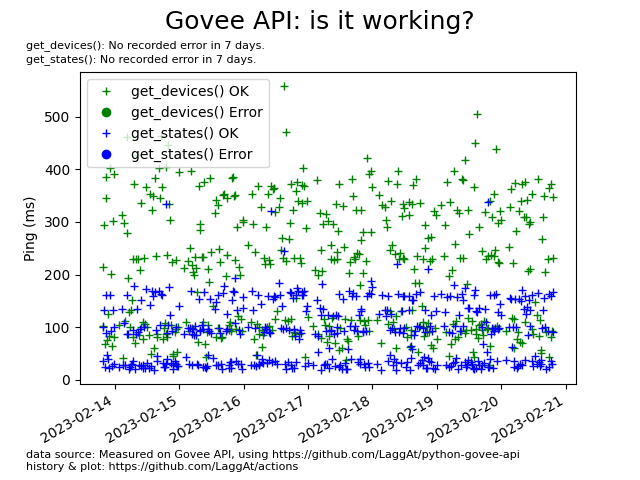 Govee API: is it working?
get_devices(): No recorded error in 7 days.
get_states(): No recorded error in 7 days.
get_devices() OK
get_devices() Error
get_states() OK
get_states() Error
Ping (ms)
500
400
300
200
100
0
2023-02-14
2023-02-15
2023-02-16
2023-02-17
2023-02-18
2023-02-19
2023-02-20
2023-02-21
data source: Measured on Govee API, using https://github.com/LaggAt/python-govee-api
history & plot: https://github.com/LaggAt/actions